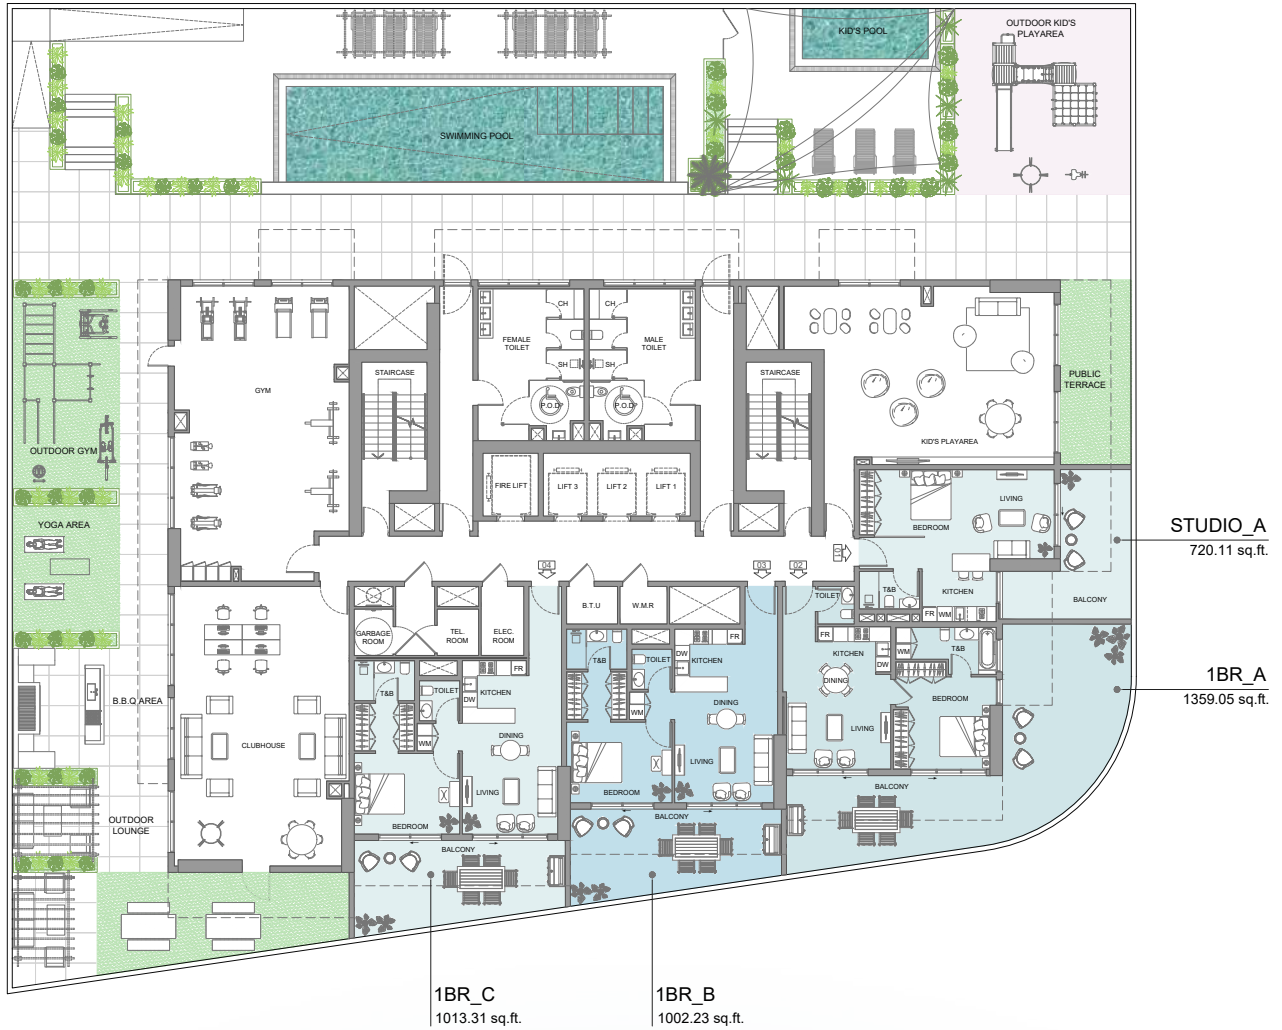 OUTDOOR KID'S
PLAYAREA
KID'S POOL
SWIMMING POOL
CH
CH
FEMALE
TOILET
MALE
TOILET
SH
SH
P.O.D
P.O.D
STAIRCASE
STAIRCASE
GYM
PUBLIC
TERRACE
KID'S PLAYAREA
OUTDOOR GYM
FIRE LIFT
LIFT 3
LIFT 2
LIFT 1
YOGA AREA
BEDROOM
LIVING
STUDIO_A
720.11 sq.ft.
01
04
03
02
T&B
KITCHEN
BALCONY
FR
WM
TOILET
B.T.U
W.M.R
GARBAGE
ROOM
TEL.
ROOM
ELEC.
ROOM
FR
FR
KITCHEN
DW
T&B
WM
T&B
TOILET
DW
KITCHEN
FR
T&B
TOILET
KITCHEN
DW
DINING
BEDROOM
1BR_A
1359.05 sq.ft.
B.B.Q AREA
WM
DINING
LIVING
CLUBHOUSE
WM
DINING
LIVING
BEDROOM
LIVING
BALCONY
OUTDOOR
LOUNGE
BEDROOM
BALCONY
BALCONY
1BR_C
1013.31 sq.ft.
1BR_B
1002.23 sq.ft.